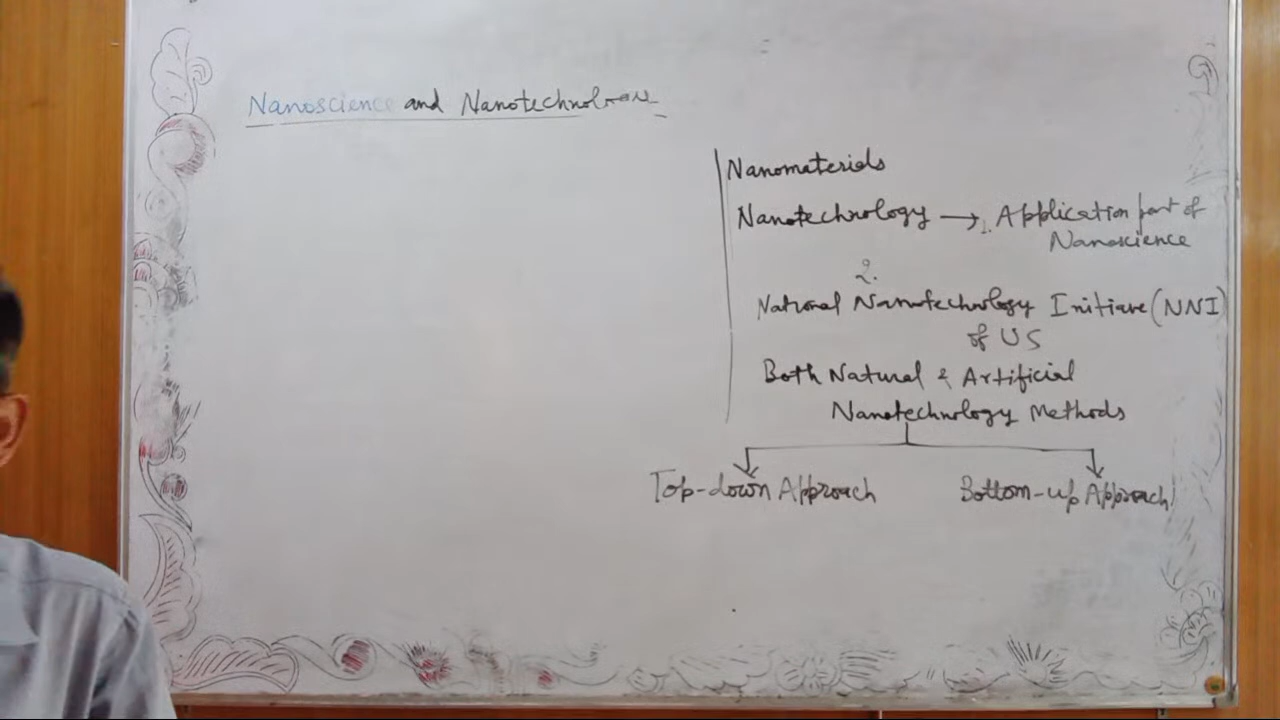 Nanoscience and Nanotechnology
Nanomaterials
Nanotechnology → 1. Application part of
Nanoscience
2.
National Nanotechnology Initiave (NNI)
of US
Both Natural & Artificial
Nanotechnology Methods
Top-down Approach Bottom-up Approach